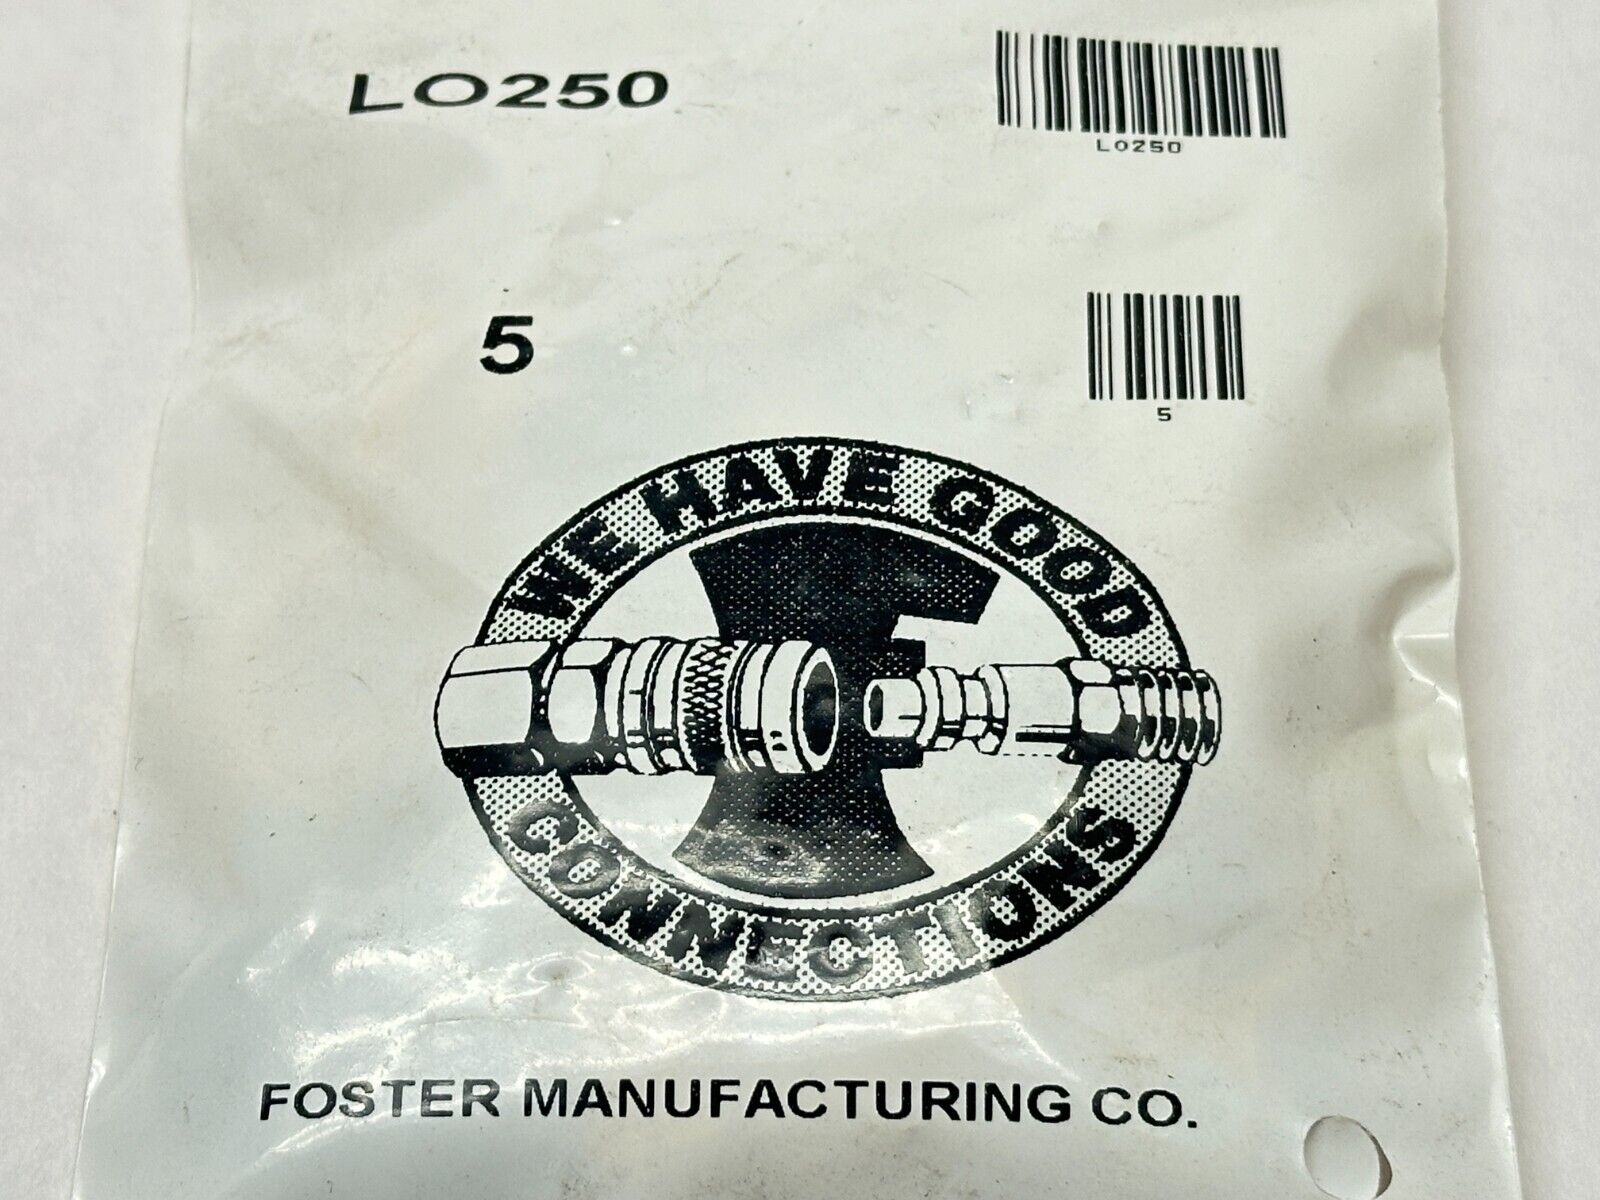 LO250
LO250
5
5
WE HAVE GOOD
F
CONNECTIONS
FOSTER MANUFACTURING CO.